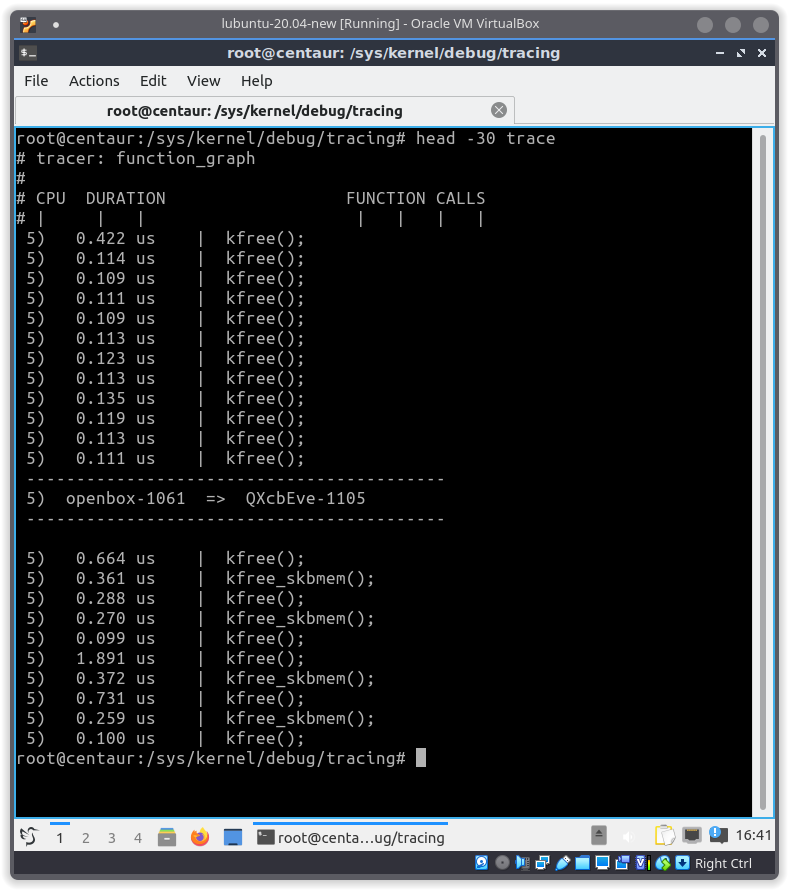 lubuntu-20.04-new [Running] - Oracle VM VirtualBox
root@centaur: /sys/kernel/debug/tracing
File Actions Edit View Help
root@centaur: /sys/kernel/debug/tracing
root@centaur:/sys/kernel/debug/tracing# head -30 trace
# tracer: function_graph
#
# CPU  DURATION                  FUNCTION CALLS
# |     |   |                     |   |   |   |
 5)   0.422 us    |  kfree();
 5)   0.114 us    |  kfree();
 5)   0.109 us    |  kfree();
 5)   0.111 us    |  kfree();
 5)   0.109 us    |  kfree();
 5)   0.113 us    |  kfree();
 5)   0.123 us    |  kfree();
 5)   0.113 us    |  kfree();
 5)   0.135 us    |  kfree();
 5)   0.119 us    |  kfree();
 5)   0.113 us    |  kfree();
 5)   0.111 us    |  kfree();
 ------------------------------------------
 5)  openbox-1061  =>  QXcbEve-1105
 ------------------------------------------
 5)   0.664 us    |  kfree();
 5)   0.361 us    |  kfree_skbmem();
 5)   0.288 us    |  kfree();
 5)   0.270 us    |  kfree_skbmem();
 5)   0.099 us    |  kfree();
 5)   1.891 us    |  kfree();
 5)   0.372 us    |  kfree_skbmem();
 5)   0.731 us    |  kfree();
 5)   0.259 us    |  kfree_skbmem();
 5)   0.100 us    |  kfree();
root@centaur:/sys/kernel/debug/tracing#
1 2 3 4 root@centa…ug/tracing 16:41
Right Ctrl